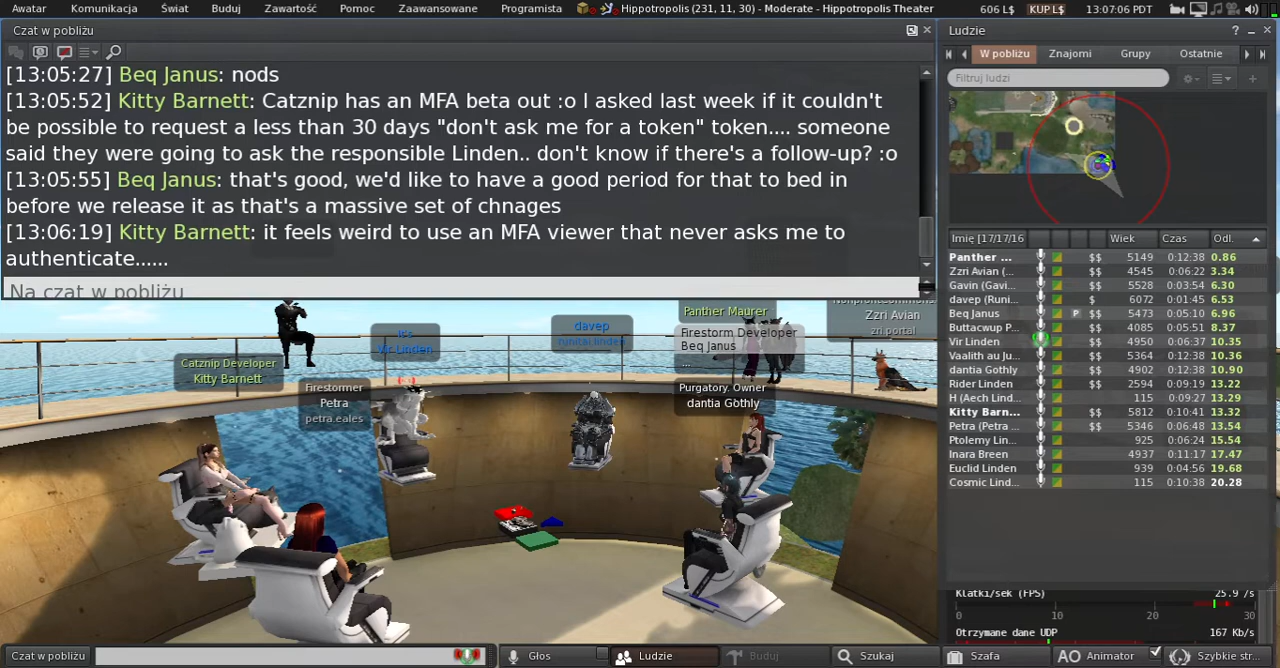 Awatar Komunikacja Świat Buduj Zawartość Pomoc Zaawansowane Programista Hippotropolis (231, 11, 30) - Moderate - Hippotropolis Theater 606 L$ KUP L$ 13:07:06 PDT
Czat w pobliżu
[13:05:27] Beq Janus: nods
[13:05:52] Kitty Barnett: Catznip has an MFA beta out :o I asked last week if it couldn't
be possible to request a less than 30 days "don't ask me for a token" token.... someone
said they were going to ask the responsible Linden.. don't know if there's a follow-up? :o
[13:05:55] Beq Janus: that's good, we'd like to have a good period for that to bed in
before we release it as that's a massive set of chnages
[13:06:19] Kitty Barnett: it feels weird to use an MFA viewer that never asks me to
authenticate......
Na czat w pobliżu
Catznip Developer
Kitty Barnett
Firestormer
Petra
petra.eales
It's
Vir Linden
davep
runitai.linden
Panther Maurer
Firestorm Developer
Beq Janus
...
Purgatory. Owner
dantia Gothly
Zzri Avian
zri portal
Ludzie
? _ ×
W pobliżu Znajomi Grupy Ostatnie
Filtruj ludzi
Imię [17/17/16 Wiek Czas Odl.
Panther ... $$ 5149 0:12:38 0.86
Zzri Avian (... $$ 4545 0:06:22 3.34
Gavin (Gavi... $$ 5528 0:03:54 6.30
davep (Runi... $ 6072 0:01:45 6.53
Beq Janus P $$ 5473 0:05:10 6.96
Buttacwup P... $$ 4085 0:05:51 8.37
Vir Linden $$ 4950 0:06:37 10.35
Vaalith au Ju... $$ 5364 0:12:38 10.36
dantia Gothly $$ 4902 0:12:38 10.90
Rider Linden $$ 2594 0:09:19 13.22
H (Aech Lind... 115 0:09:27 13.29
Kitty Barn... $$ 5812 0:10:41 13.32
Petra (Petra ... $$ 5346 0:06:48 13.54
Ptolemy Lin... 925 0:06:24 15.54
Inara Breen 4937 0:11:17 17.47
Euclid Linden 939 0:04:56 19.68
Cosmic Lind... 115 0:10:38 20.28
Klatki/sek (FPS) 25.9 /s
0 10 20 30
Otrzymane dane UDP 167 Kb/s
Czat w pobliżu Głos Ludzie Buduj Szukaj Szafa AO Animator Szybkie str...